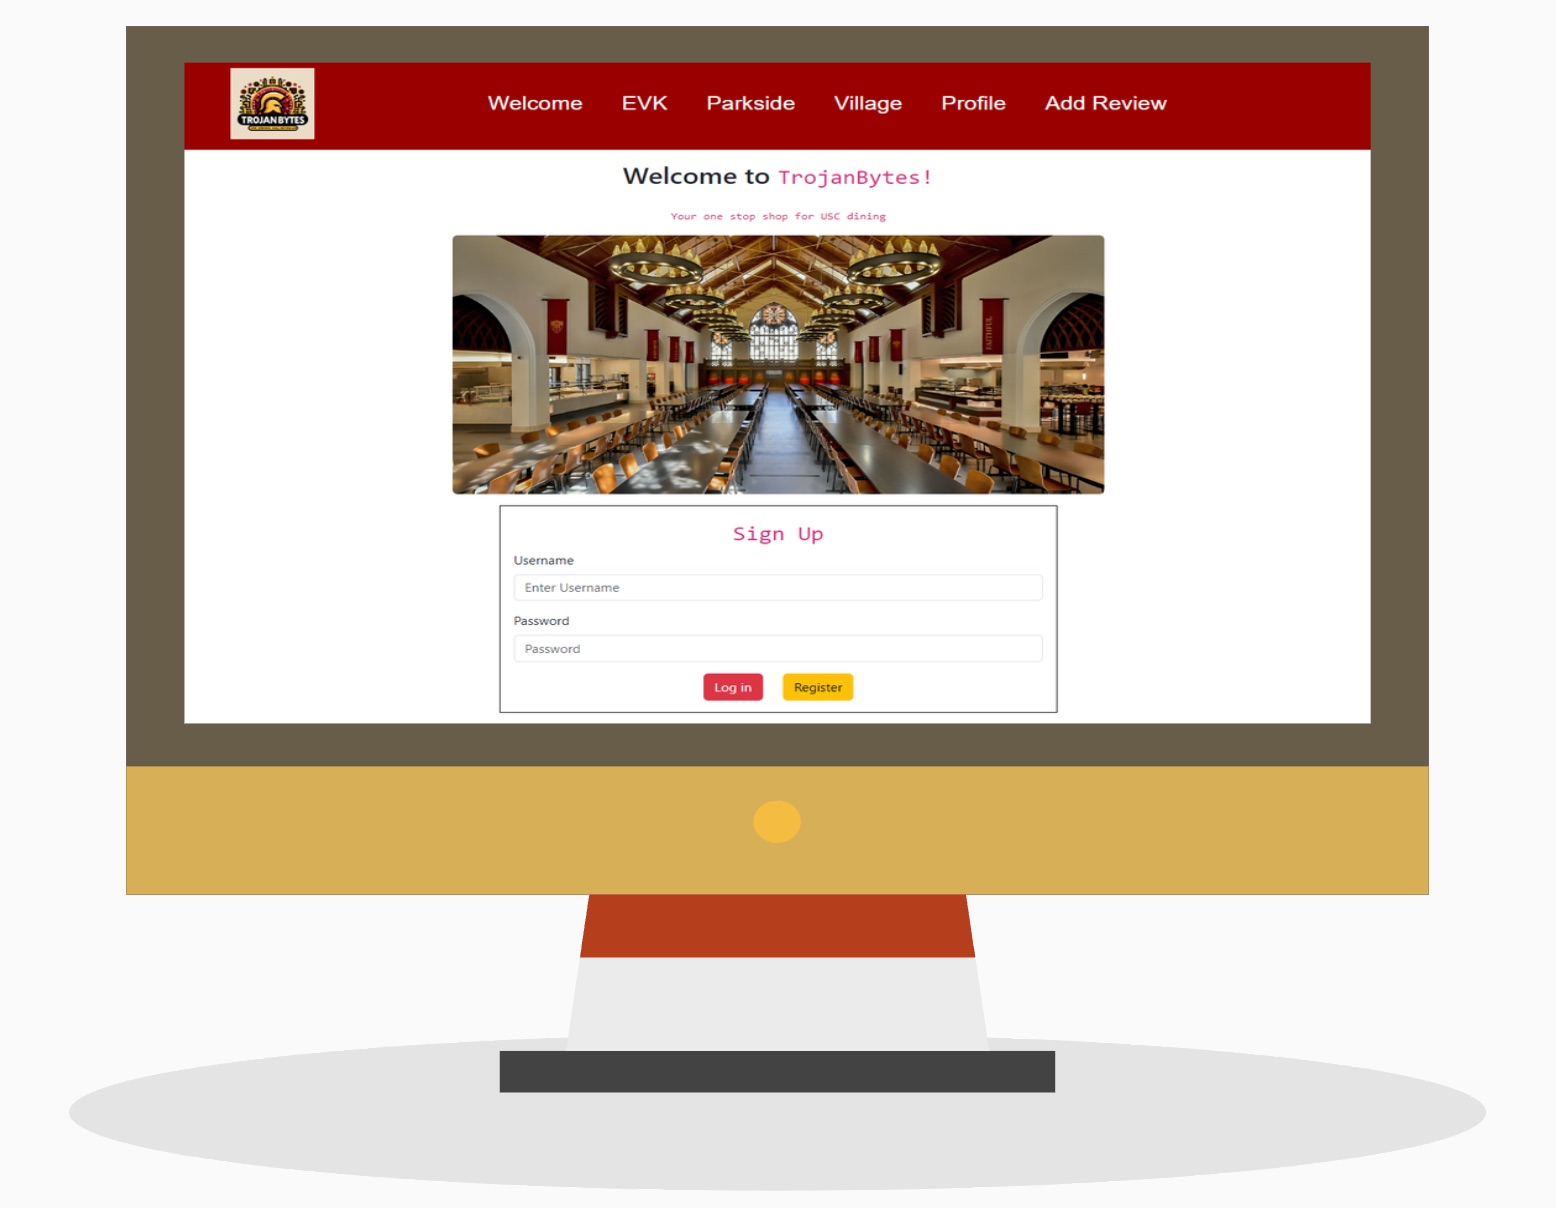 TROJAN BYTES
Welcome EVK Parkside Village Profile Add Review
Welcome to TrojanBytes!
Your one stop shop for USC dining
FAITHFUL
Sign Up
Username
Enter Username
Password
Password
Log in Register